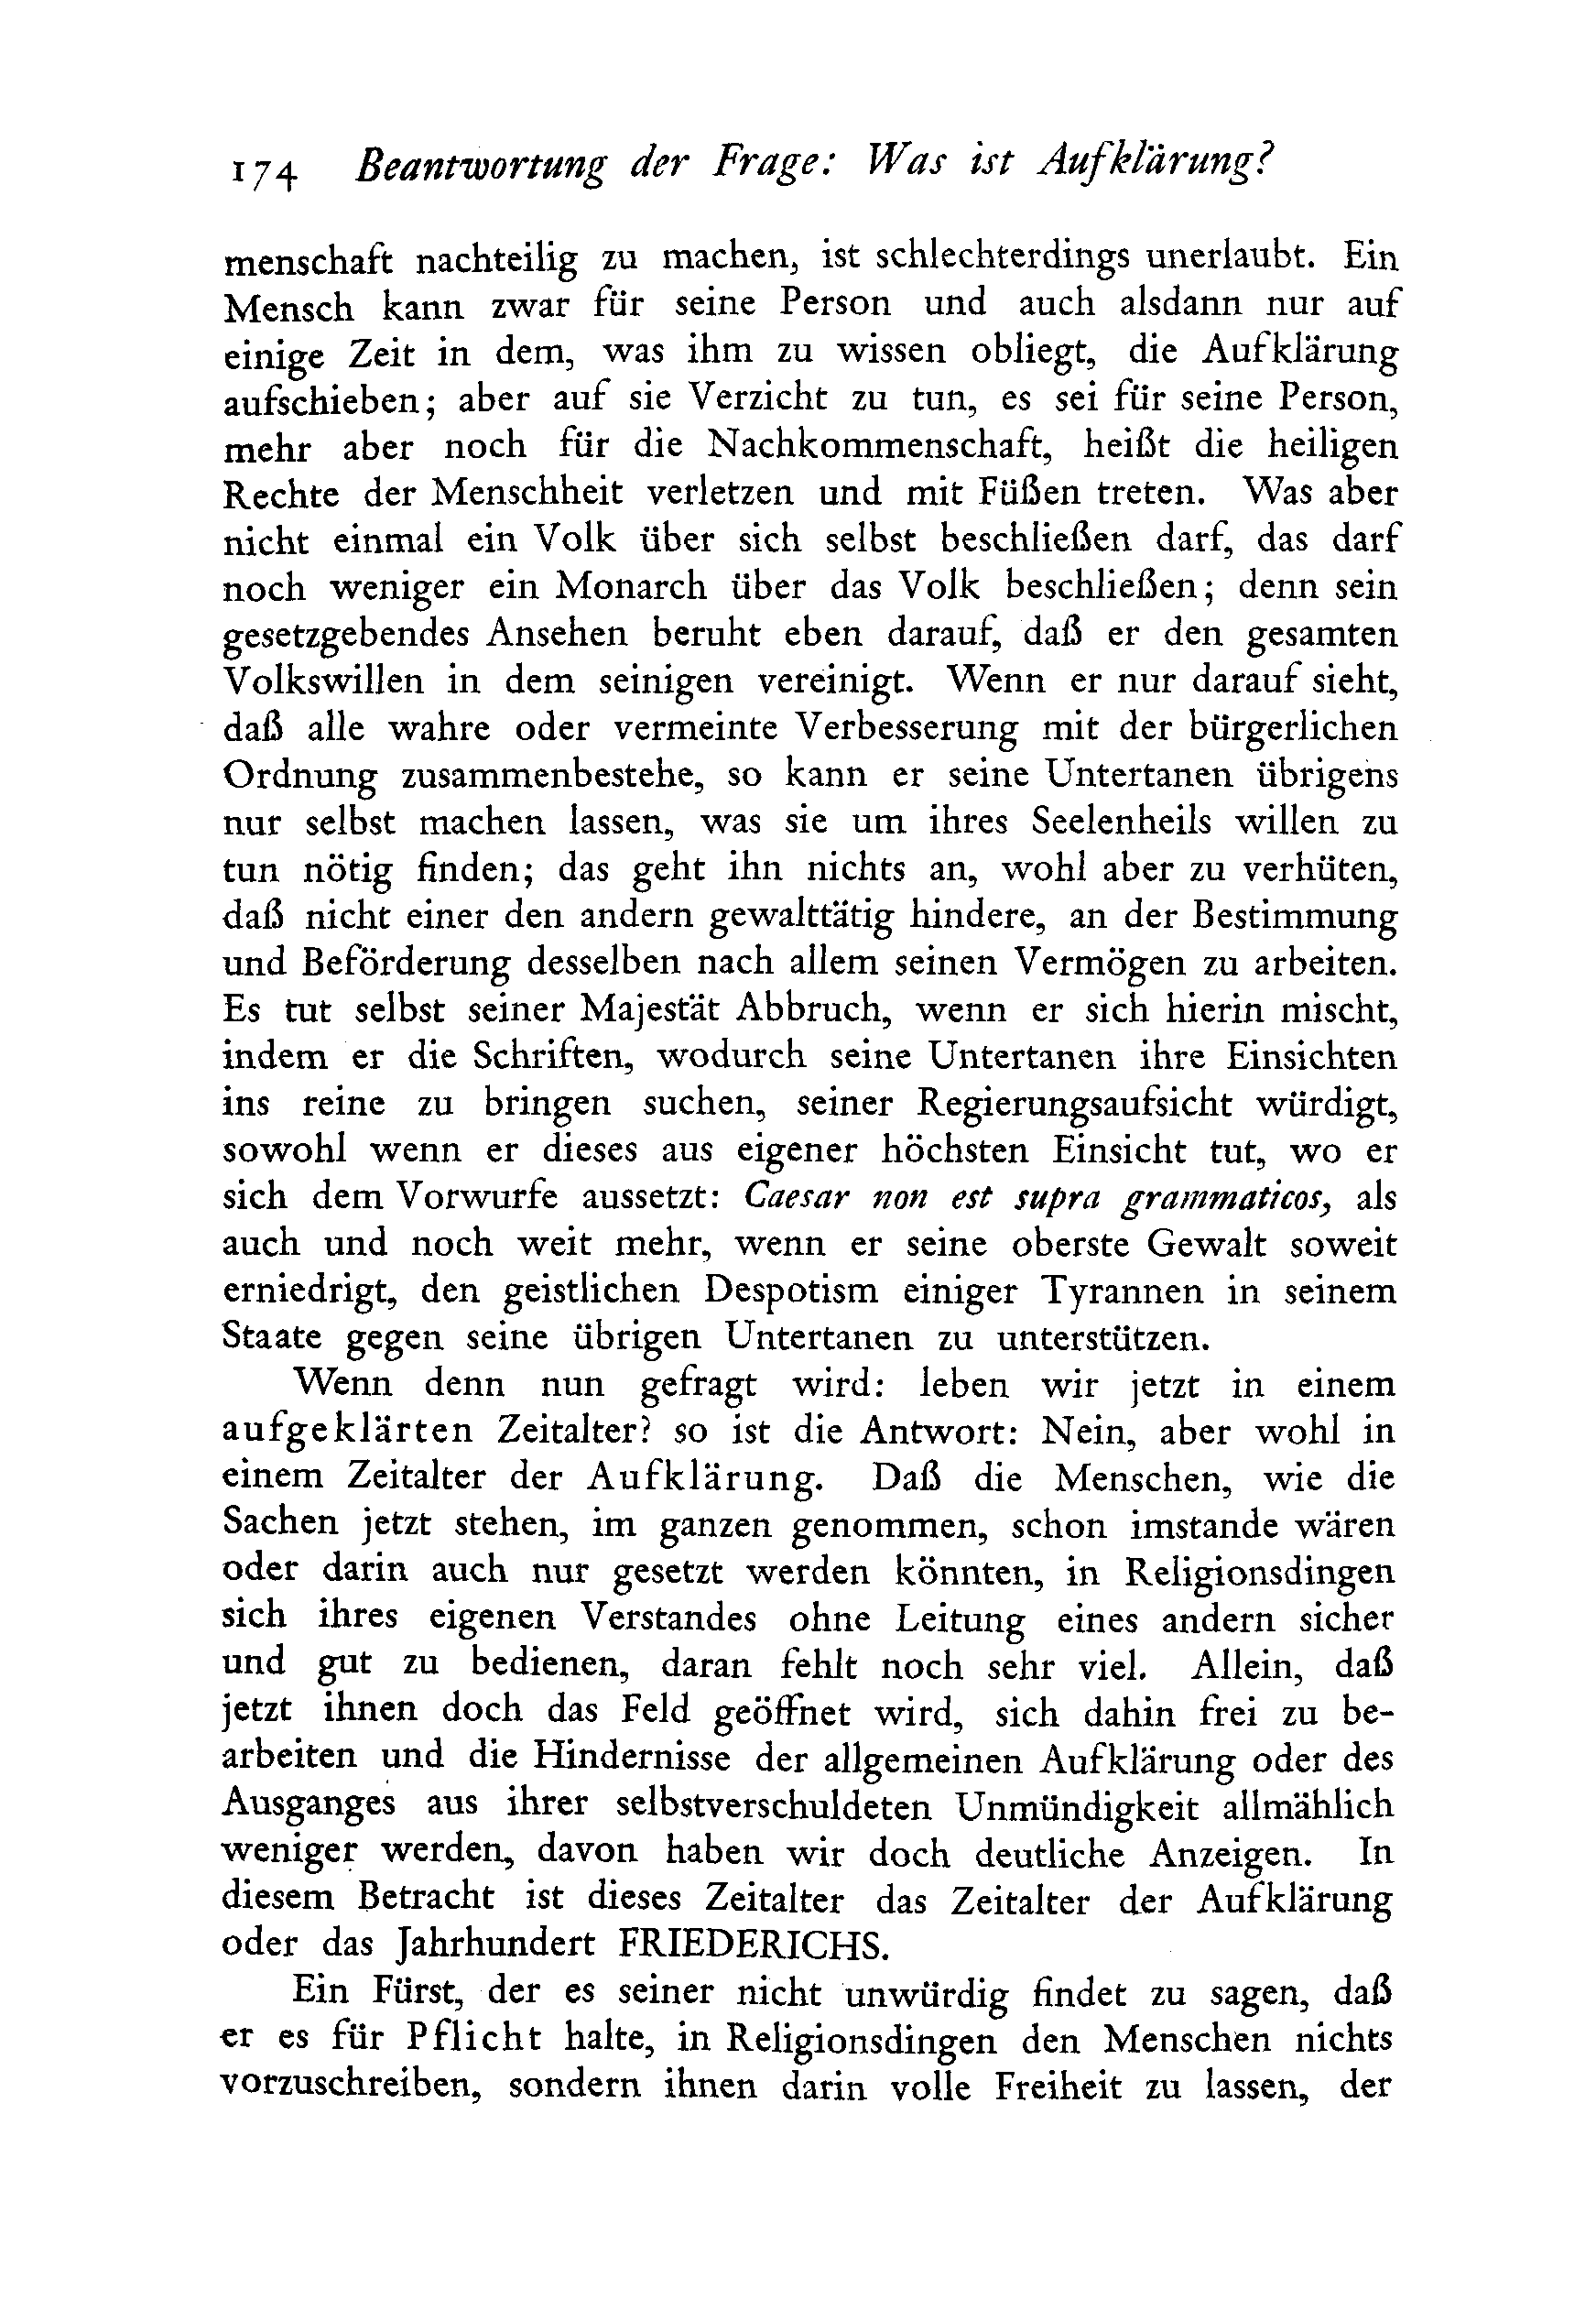 174 Beantwortung der Frage: Was ist Aufklärung?
menschaft nachteilig zu machen, ist schlechterdings unerlaubt. Ein
Mensch kann zwar für seine Person und auch alsdann nur auf
einige Zeit in dem, was ihm zu wissen obliegt, die Aufklärung
aufschieben; aber auf sie Verzicht zu tun, es sei für seine Person,
mehr aber noch für die Nachkommenschaft, heißt die heiligen
Rechte der Menschheit verletzen und mit Füßen treten. Was aber
nicht einmal ein Volk über sich selbst beschließen darf, das darf
noch weniger ein Monarch über das Volk beschließen; denn sein
gesetzgebendes Ansehen beruht eben darauf, daß er den gesamten
Volkswillen in dem seinigen vereinigt. Wenn er nur darauf sieht,
daß alle wahre oder vermeinte Verbesserung mit der bürgerlichen
Ordnung zusammenbestehe, so kann er seine Untertanen übrigens
nur selbst machen lassen, was sie um ihres Seelenheils willen zu
tun nötig finden; das geht ihn nichts an, wohl aber zu verhüten,
daß nicht einer den andern gewalttätig hindere, an der Bestimmung
und Beförderung desselben nach allem seinen Vermögen zu arbeiten.
Es tut selbst seiner Majestät Abbruch, wenn er sich hierin mischt,
indem er die Schriften, wodurch seine Untertanen ihre Einsichten
ins reine zu bringen suchen, seiner Regierungsaufsicht würdigt,
sowohl wenn er dieses aus eigener höchsten Einsicht tut, wo er
sich dem Vorwurfe aussetzt: Caesar non est supra grammaticos, als
auch und noch weit mehr, wenn er seine oberste Gewalt soweit
erniedrigt, den geistlichen Despotism einiger Tyrannen in seinem
Staate gegen seine übrigen Untertanen zu unterstützen.
Wenn denn nun gefragt wird: leben wir jetzt in einem
aufgeklärten Zeitalter? so ist die Antwort: Nein, aber wohl in
einem Zeitalter der Aufklärung. Daß die Menschen, wie die
Sachen jetzt stehen, im ganzen genommen, schon imstande wären
oder darin auch nur gesetzt werden könnten, in Religionsdingen
sich ihres eigenen Verstandes ohne Leitung eines andern sicher
und gut zu bedienen, daran fehlt noch sehr viel. Allein, daß
jetzt ihnen doch das Feld geöffnet wird, sich dahin frei zu be-
arbeiten und die Hindernisse der allgemeinen Aufklärung oder des
Ausganges aus ihrer selbstverschuldeten Unmündigkeit allmählich
weniger werden, davon haben wir doch deutliche Anzeigen. In
diesem Betracht ist dieses Zeitalter das Zeitalter der Aufklärung
oder das Jahrhundert FRIEDERICHS.
Ein Fürst, der es seiner nicht unwürdig findet zu sagen, daß
er es für Pflicht halte, in Religionsdingen den Menschen nichts
vorzuschreiben, sondern ihnen darin volle Freiheit zu lassen, der